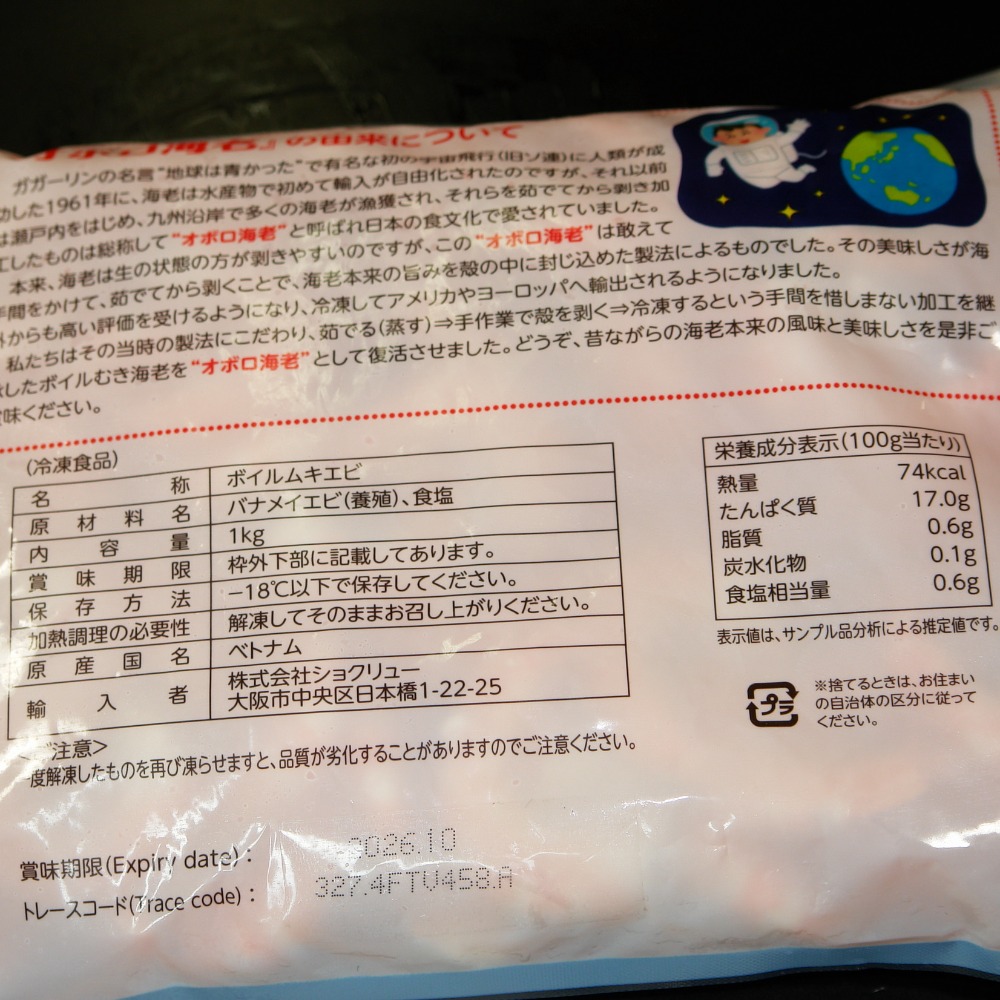 オボロ海老』の由来について
ガガーリンの名言“地球は青かった”で有名な初の宇宙飛行(旧ソ連)に人類が成
功した1961年に、海老は水産物で初めて輸入が自由化されたのですが、それ以前
は瀬戸内をはじめ、九州沿岸で多くの海老が漁獲され、それらを茹でてから剥き加
工したものは総称して“オボロ海老”と呼ばれ日本の食文化で愛されていました。
本来、海老は生の状態の方が剥きやすいのですが、この“オボロ海老”は敢えて
手間をかけて、茹でてから剥くことで、海老本来の旨みを殻の中に封じ込めた製法によるものでした。その美味しさが海
外からも高い評価を受けるようになり、冷凍してアメリカやヨーロッパへ輸出されるようになりました。
私たちはその当時の製法にこだわり、茹でる(蒸す)⇒手作業で殻を剥く⇒冷凍するという手間を惜しまない加工を継
したボイルむき海老を“オボロ海老”として復活させました。どうぞ、昔ながらの海老本来の風味と美味しさを是非ご
味ください。
(冷凍食品)
名称 ボイルムキエビ
原材料名 バナメイエビ(養殖)、食塩
内容量 1kg
賞味期限 枠外下部に記載してあります。
保存方法 −18℃以下で保存してください。
加熱調理の必要性 解凍してそのままお召し上がりください。
原産国名 ベトナム
輸入者 株式会社ショクリュー
大阪市中央区日本橋1-22-25
栄養成分表示(100g当たり)
熱量 74kcal
たんぱく質 17.0g
脂質 0.6g
炭水化物 0.1g
食塩相当量 0.6g
表示値は、サンプル品分析による推定値です。
プラ
※捨てるときは、お住まい
の自治体の区分に従って
ください。
ご注意>
度解凍したものを再び凍らせますと、品質が劣化することがありますのでご注意ください。
賞味期限(Expiry date): 2026.10
トレースコード(Trace code): 327.4FTV458.A